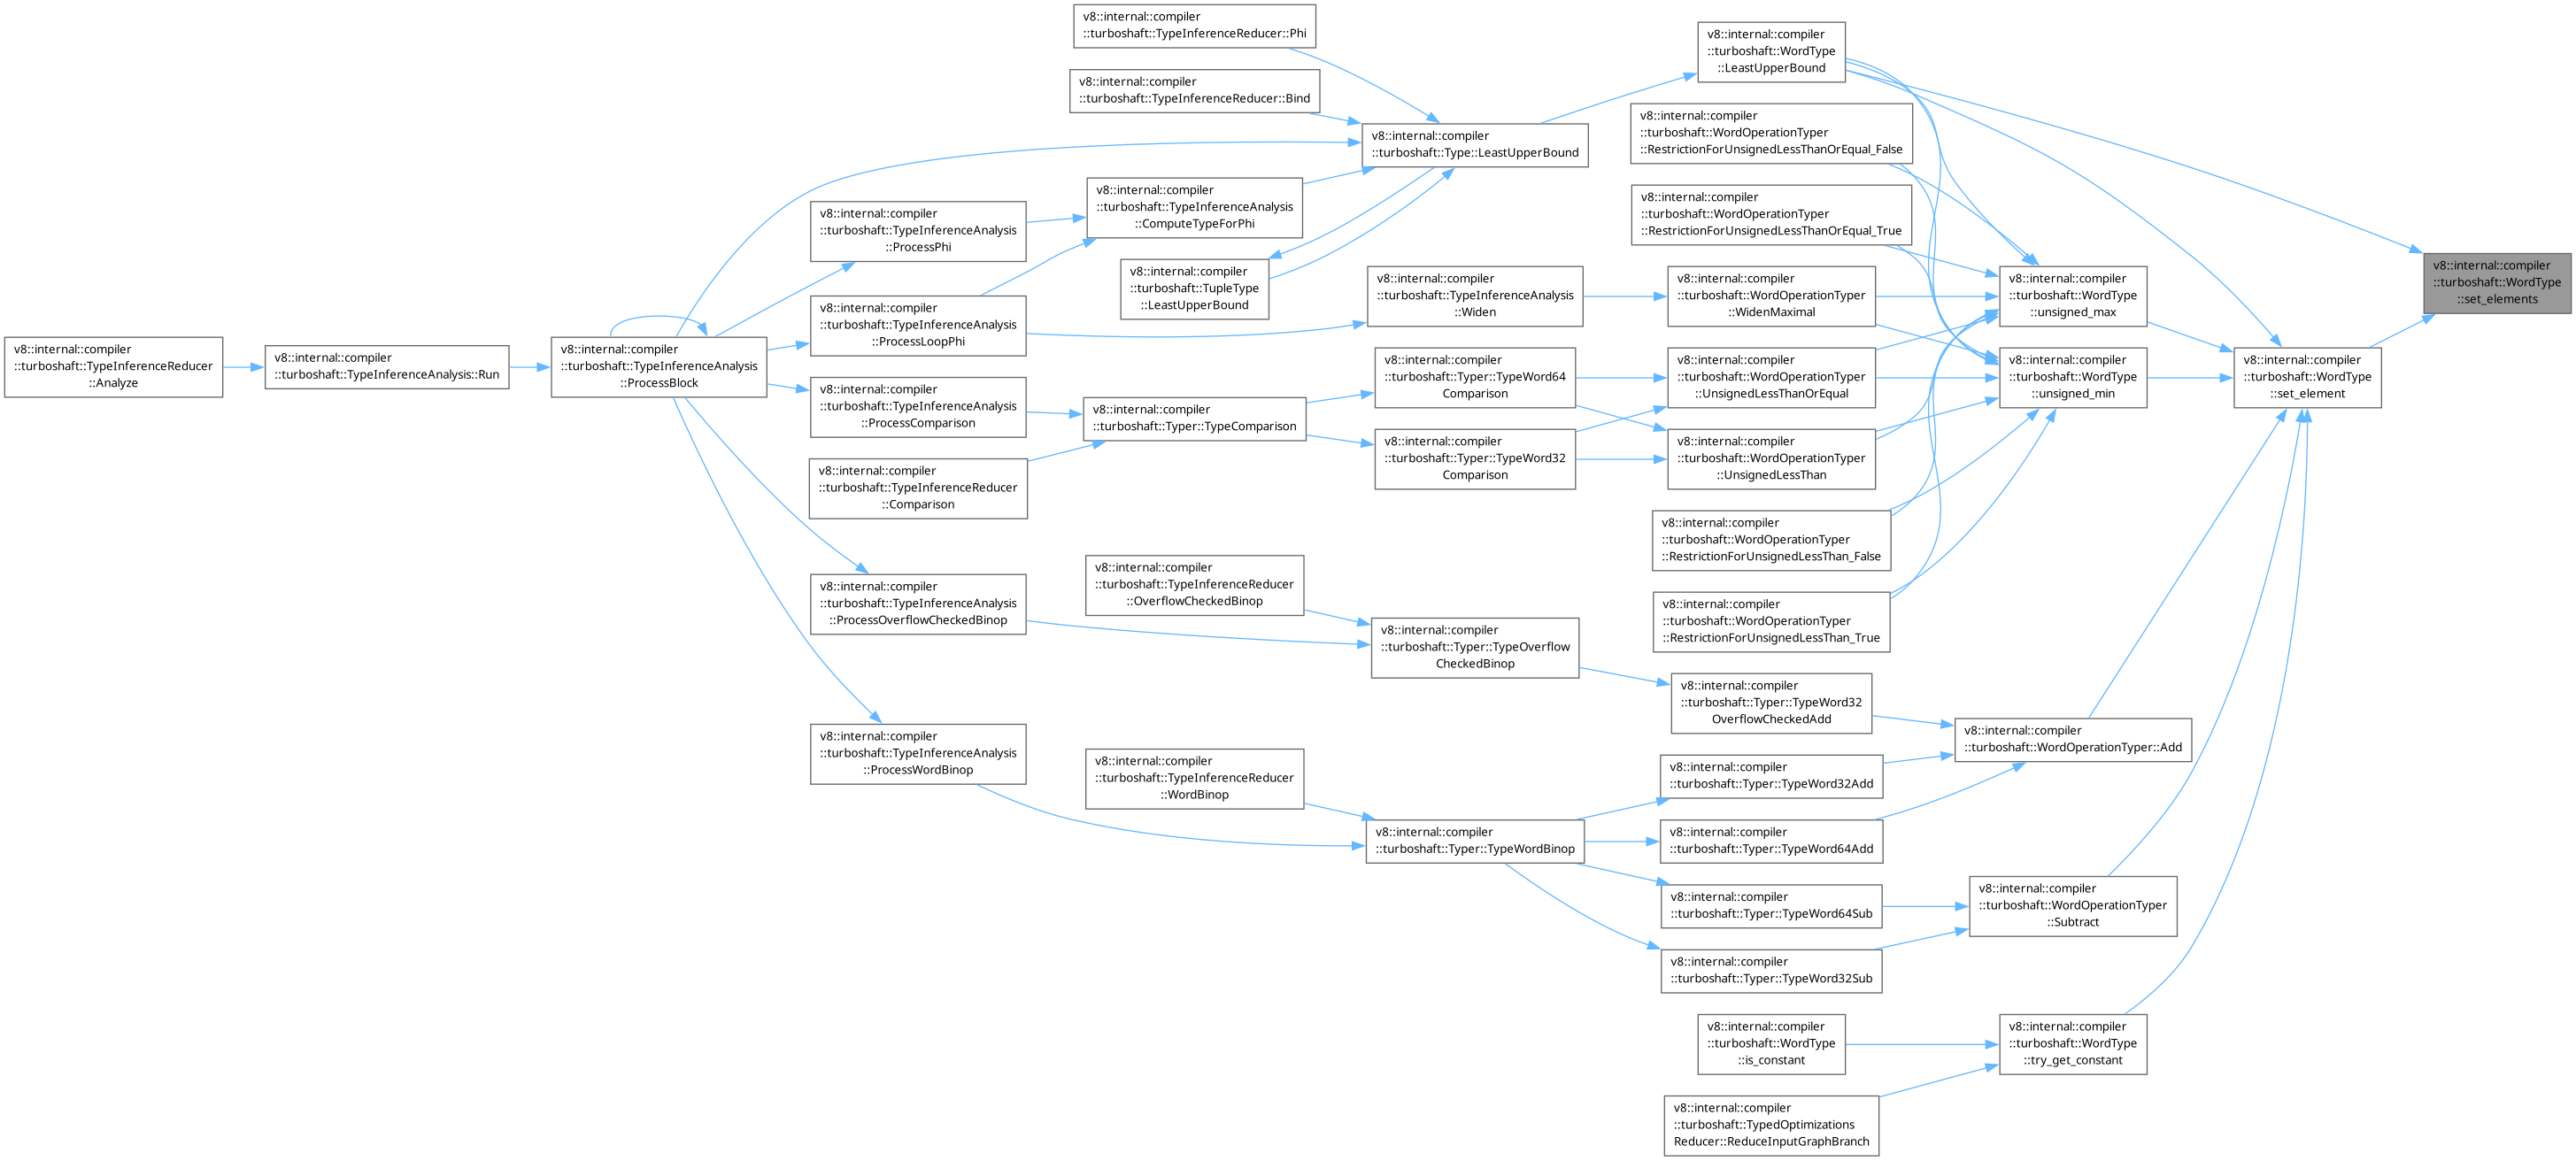 v8::internal::compiler
::turboshaft::TypeInferenceReducer
::Analyze
v8::internal::compiler
::turboshaft::TypeInferenceAnalysis::Run
v8::internal::compiler
::turboshaft::TypeInferenceAnalysis
::ProcessBlock
v8::internal::compiler
::turboshaft::TypeInferenceAnalysis
::ProcessPhi
v8::internal::compiler
::turboshaft::TypeInferenceAnalysis
::ProcessLoopPhi
v8::internal::compiler
::turboshaft::TypeInferenceAnalysis
::ProcessComparison
v8::internal::compiler
::turboshaft::TypeInferenceReducer
::Comparison
v8::internal::compiler
::turboshaft::TypeInferenceAnalysis
::ProcessOverflowCheckedBinop
v8::internal::compiler
::turboshaft::TypeInferenceAnalysis
::ProcessWordBinop
v8::internal::compiler
::turboshaft::TypeInferenceReducer::Phi
v8::internal::compiler
::turboshaft::TypeInferenceReducer::Bind
v8::internal::compiler
::turboshaft::TypeInferenceAnalysis
::ComputeTypeForPhi
v8::internal::compiler
::turboshaft::TupleType
::LeastUpperBound
v8::internal::compiler
::turboshaft::Typer::TypeComparison
v8::internal::compiler
::turboshaft::TypeInferenceReducer
::OverflowCheckedBinop
v8::internal::compiler
::turboshaft::TypeInferenceReducer
::WordBinop
v8::internal::compiler
::turboshaft::Type::LeastUpperBound
v8::internal::compiler
::turboshaft::TypeInferenceAnalysis
::Widen
v8::internal::compiler
::turboshaft::Typer::TypeWord64
Comparison
v8::internal::compiler
::turboshaft::Typer::TypeWord32
Comparison
v8::internal::compiler
::turboshaft::Typer::TypeOverflow
CheckedBinop
v8::internal::compiler
::turboshaft::Typer::TypeWordBinop
v8::internal::compiler
::turboshaft::WordType
::LeastUpperBound
v8::internal::compiler
::turboshaft::WordOperationTyper
::RestrictionForUnsignedLessThanOrEqual_False
v8::internal::compiler
::turboshaft::WordOperationTyper
::RestrictionForUnsignedLessThanOrEqual_True
v8::internal::compiler
::turboshaft::WordOperationTyper
::WidenMaximal
v8::internal::compiler
::turboshaft::WordOperationTyper
::UnsignedLessThanOrEqual
v8::internal::compiler
::turboshaft::WordOperationTyper
::UnsignedLessThan
v8::internal::compiler
::turboshaft::WordOperationTyper
::RestrictionForUnsignedLessThan_False
v8::internal::compiler
::turboshaft::WordOperationTyper
::RestrictionForUnsignedLessThan_True
v8::internal::compiler
::turboshaft::Typer::TypeWord32
OverflowCheckedAdd
v8::internal::compiler
::turboshaft::Typer::TypeWord32Add
v8::internal::compiler
::turboshaft::Typer::TypeWord64Add
v8::internal::compiler
::turboshaft::Typer::TypeWord64Sub
v8::internal::compiler
::turboshaft::Typer::TypeWord32Sub
v8::internal::compiler
::turboshaft::WordType
::is_constant
v8::internal::compiler
::turboshaft::TypedOptimizations
Reducer::ReduceInputGraphBranch
v8::internal::compiler
::turboshaft::WordType
::unsigned_max
v8::internal::compiler
::turboshaft::WordType
::unsigned_min
v8::internal::compiler
::turboshaft::WordOperationTyper::Add
v8::internal::compiler
::turboshaft::WordOperationTyper
::Subtract
v8::internal::compiler
::turboshaft::WordType
::try_get_constant
v8::internal::compiler
::turboshaft::WordType
::set_element
v8::internal::compiler
::turboshaft::WordType
::set_elements